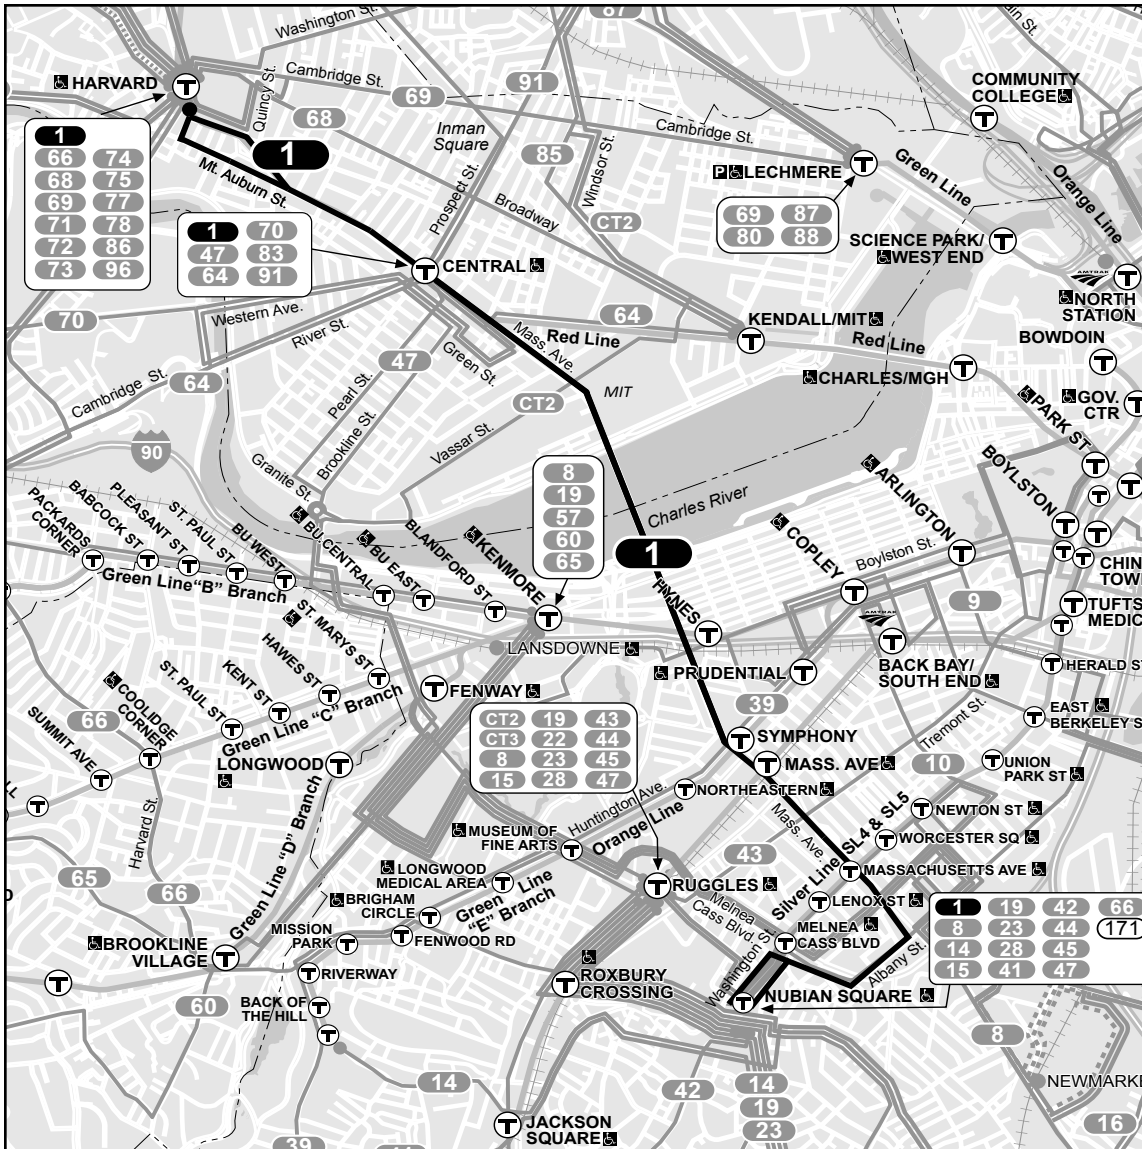 Washington St.
87
HARVARD
Quincy St.
Cambridge St.
69
91
68
Inman
Square
1
COMMUNITY
COLLEGE
Cambridge St.
85
Windsor St.
P LECHMERE
Green Line
Orange Line
1
66 74
68 75
69 77
71 78
72 86
73 96
Mt. Auburn St.
Prospect St.
Broadway
CT2
69 87
80 88
1 70
47 83
64 91
SCIENCE PARK/
WEST END
CENTRAL
AMTRAK
NORTH
STATION
70
Western Ave.
River St.
Mass. Ave.
64
Red Line
KENDALL/MIT
Red Line
BOWDOIN
Green St.
47
Cambridge St.
64
Pearl St.
Brookline St.
CT2
MIT
CHARLES/MGH
GOV.
CTR
PARK ST
90
Granite St.
Vassar St.
8
19
57
60
65
Charles River
ARLINGTON
BOYLSTON
PACKARDS
CORNER
BABCOCK ST
PLEASANT ST
ST. PAUL ST
BU WEST
BU CENTRAL
BU EAST
BLANDFORD ST
KENMORE
1
COPLEY
Boylston St.
CHIN
TOW
Green Line "B" Branch
HYNES
9
TUFTS
MEDIC
AMTRAK
LANSDOWNE
BACK BAY/
SOUTH END
HERALD S
ST. MARYS ST
HAWES ST
KENT ST
ST. PAUL ST
COOLIDGE
CORNER
SUMMIT AVE
Green Line "C" Branch
FENWAY
PRUDENTIAL
39
Tremont St.
EAST
BERKELEY S
66
CT2 19 43
CT3 22 44
8 23 45
15 28 47
SYMPHONY
MASS. AVE
10
UNION
PARK ST
LONGWOOD
NORTHEASTERN
Harvard St.
Huntington Ave.
Orange Line
Mass. Ave.
Silver Line SL4 & SL5
NEWTON ST
WORCESTER SQ
MUSEUM OF
FINE ARTS
43
65
66
Green Line "D" Branch
LONGWOOD
MEDICAL AREA
RUGGLES
MASSACHUSETTS AVE
BRIGHAM
CIRCLE
Green Line
"E" Branch
Melnea
Cass Blvd.
LENOX ST
1 19 42 66
8 23 44 171
14 28 45
15 41 47
MISSION
PARK
FENWOOD RD
MELNEA
CASS BLVD
Albany St.
BROOKLINE
VILLAGE
Washington St
RIVERWAY
ROXBURY
CROSSING
NUBIAN SQUARE
60
BACK OF
THE HILL
8
14
42
14
19
23
NEWMARKE
JACKSON
SQUARE
16
39